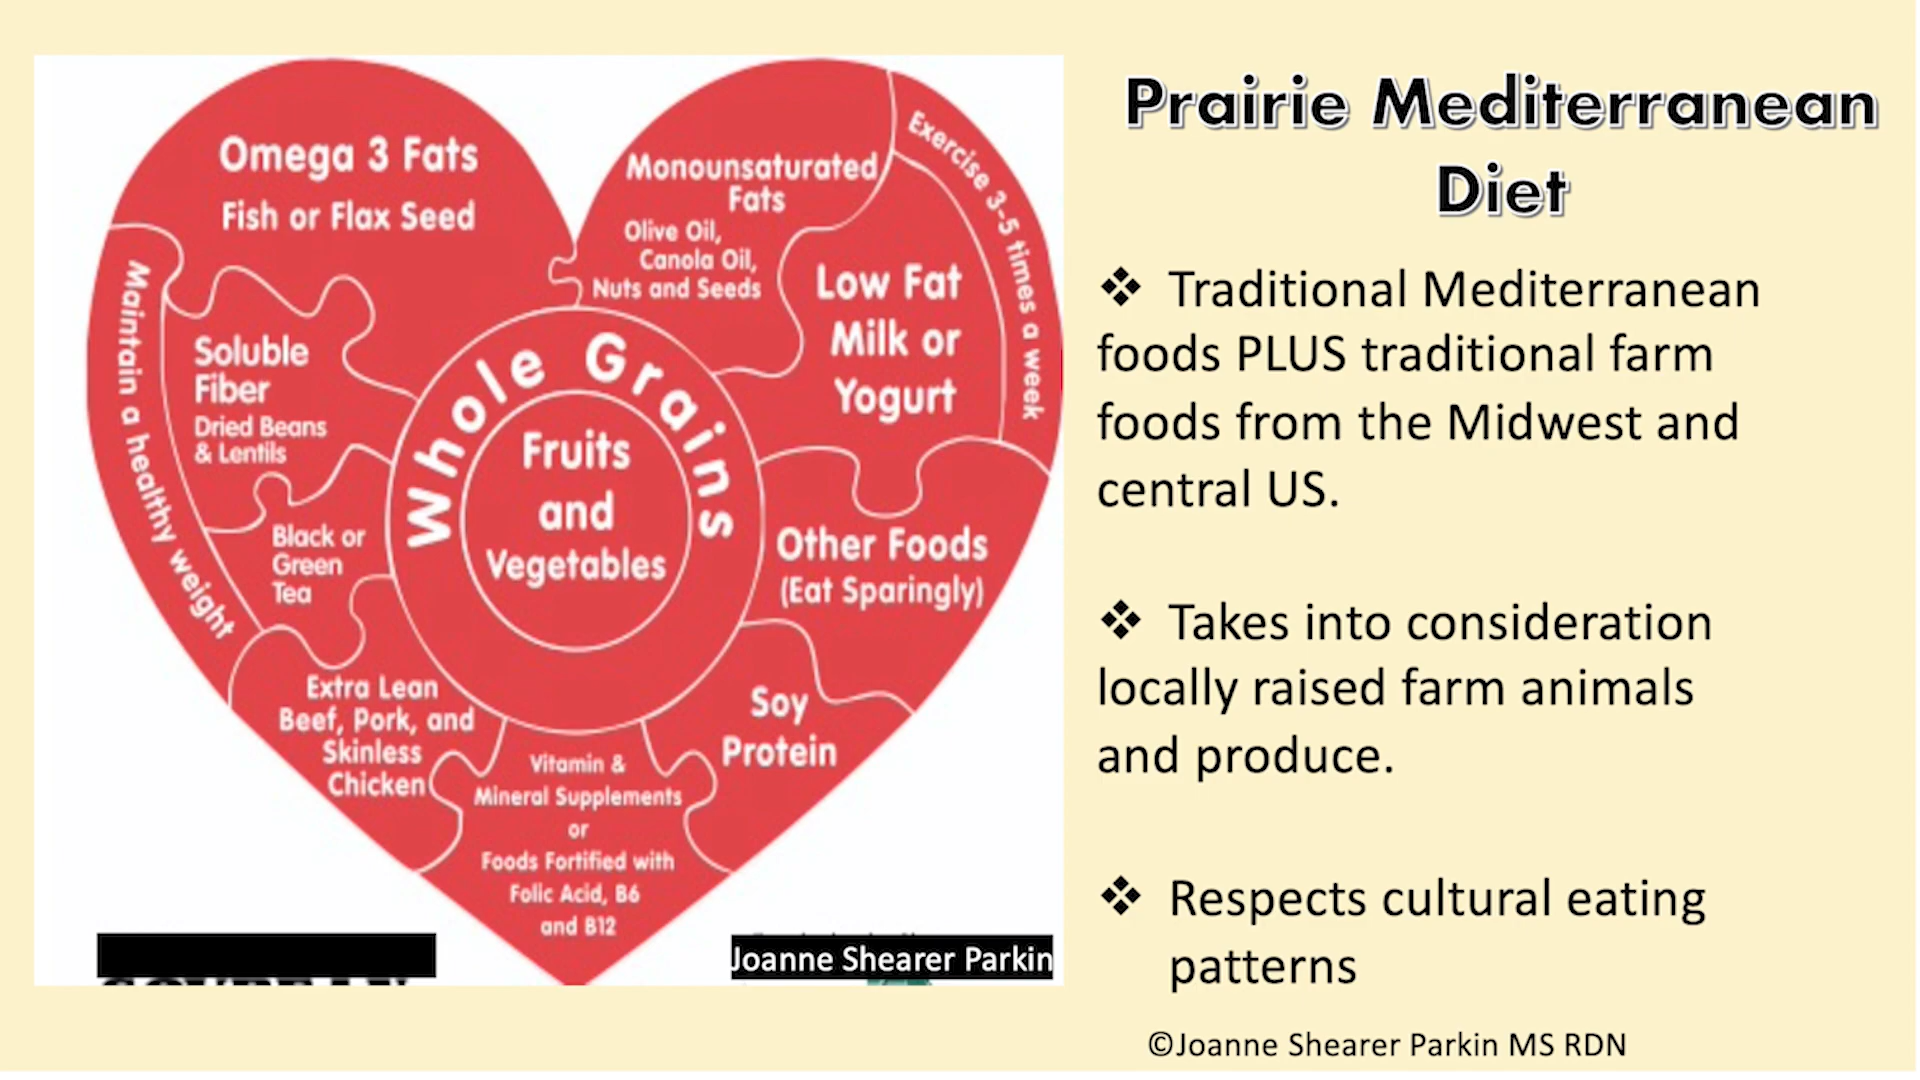 Omega 3 Fats
Fish or Flax Seed
Monounsaturated
Fats
Olive Oil,
Canola Oil,
Nuts and Seeds
Exercise 3-5 times a week
Low Fat
Milk or
Yogurt
Maintain a healthy weight
Soluble
Fiber
Dried Beans
& Lentils
Whole Grains
Fruits
and
Vegetables
Black or
Green
Tea
Other Foods
(Eat Sparingly)
Extra Lean
Beef, Pork, and
Skinless
Chicken
Soy
Protein
Vitamin &
Mineral Supplements
or
Foods Fortified with
Folic Acid, B6
and B12
Joanne Shearer Parkin
Prairie Mediterranean
Diet
❖ Traditional Mediterranean
foods PLUS traditional farm
foods from the Midwest and
central US.
❖ Takes into consideration
locally raised farm animals
and produce.
❖ Respects cultural eating
patterns
©Joanne Shearer Parkin MS RDN